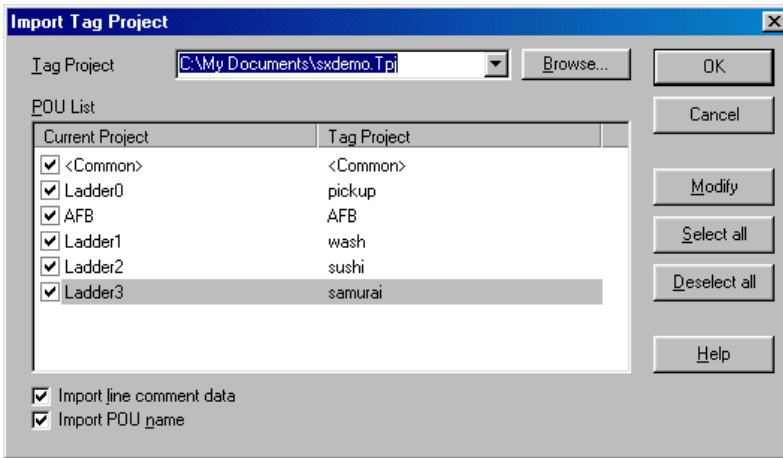 Import Tag Project
Tag Project C:\My Documents\sxdemo.Tpj Browse... OK
POU List
Cancel
Current Project Tag Project
<Common> <Common>
Ladder0 pickup
Modify
AFB AFB
Ladder1 wash
Select all
Ladder2 sushi
Ladder3 samurai
Deselect all
Help
Import line comment data
Import POU name